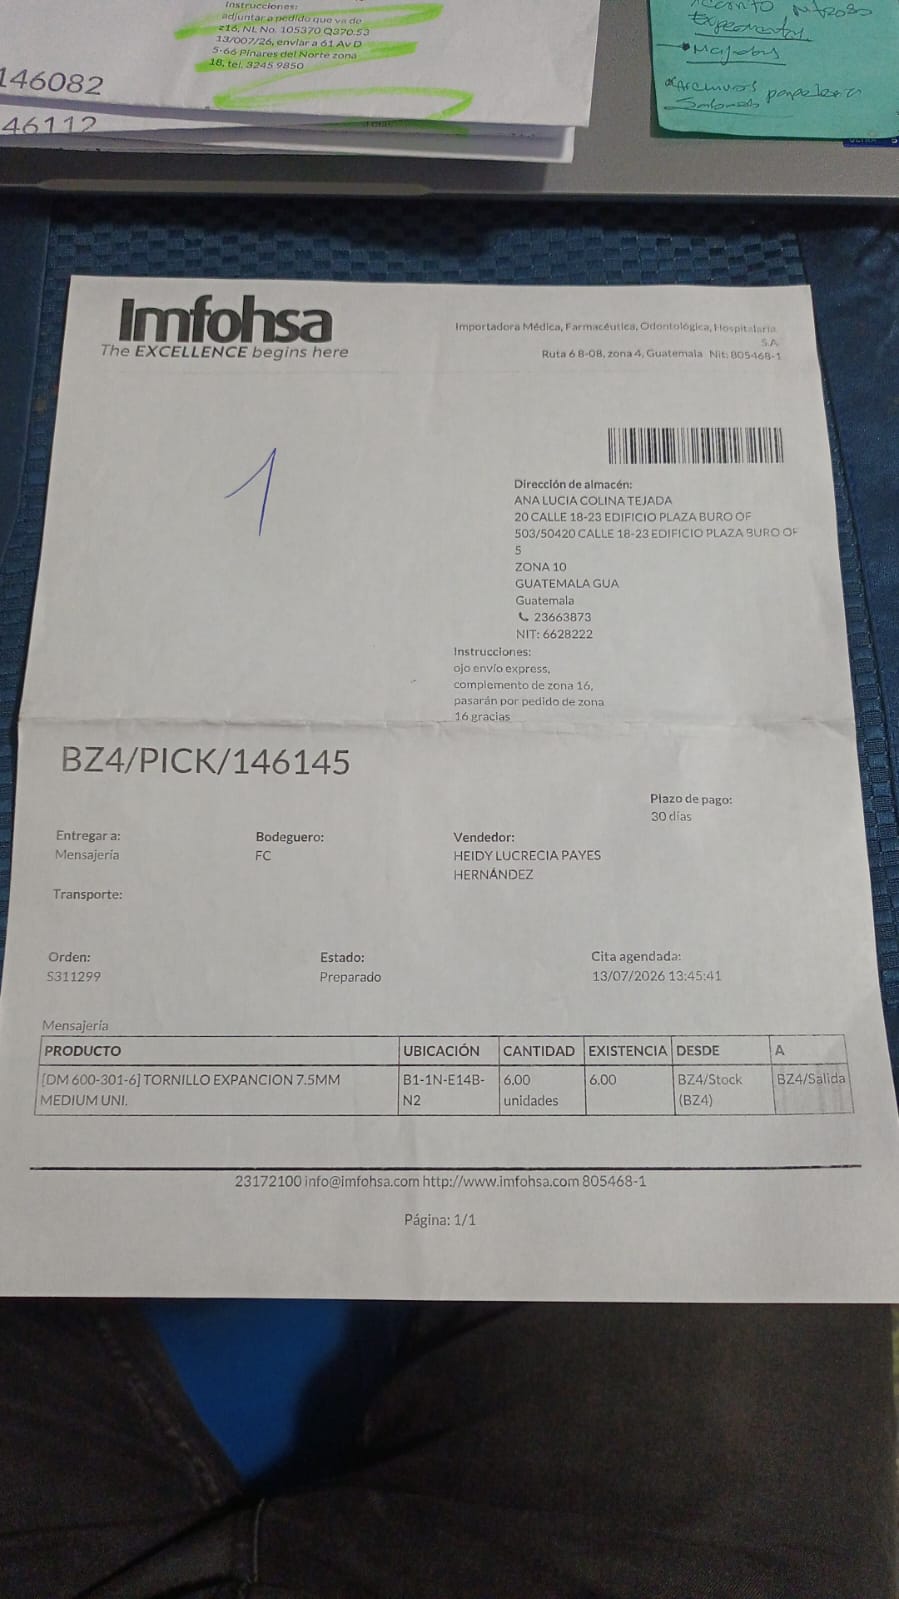 Instrucciones:
adjuntar a pedido que va de
z16, NL No. 105370 Q370.53
13/007/26, enviar a 61 Av D
5-66 Pinares del Norte zona
18, tel. 3245 9850
146082
46112
Majadas
Imfohsa
The EXCELLENCE begins here
Importadora Médica, Farmacéutica, Odontológica, Hospitalaria
S.A.
Ruta 6 8-08, zona 4, Guatemala Nit: 805468-1
1
Dirección de almacén:
ANA LUCIA COLINA TEJADA
20 CALLE 18-23 EDIFICIO PLAZA BURO OF
503/50420 CALLE 18-23 EDIFICIO PLAZA BURO OF
5
ZONA 10
GUATEMALA GUA
Guatemala
23663873
NIT: 6628222
Instrucciones:
ojo envío express,
complemento de zona 16,
pasarán por pedido de zona
16 gracias
BZ4/PICK/146145
Plazo de pago:
30 días
Entregar a: Bodeguero: Vendedor:
Mensajería FC HEIDY LUCRECIA PAYES
HERNÁNDEZ
Transporte:
Orden: Estado: Cita agendada:
S311299 Preparado 13/07/2026 13:45:41
Mensajería
PRODUCTO UBICACIÓN CANTIDAD EXISTENCIA DESDE A
[DM 600-301-6] TORNILLO EXPANCION 7.5MM B1-1N-E14B- 6.00 6.00 BZ4/Stock BZ4/Salida
MEDIUM UNI. N2 unidades (BZ4)
23172100 info@imfohsa.com http://www.imfohsa.com 805468-1
Página: 1/1